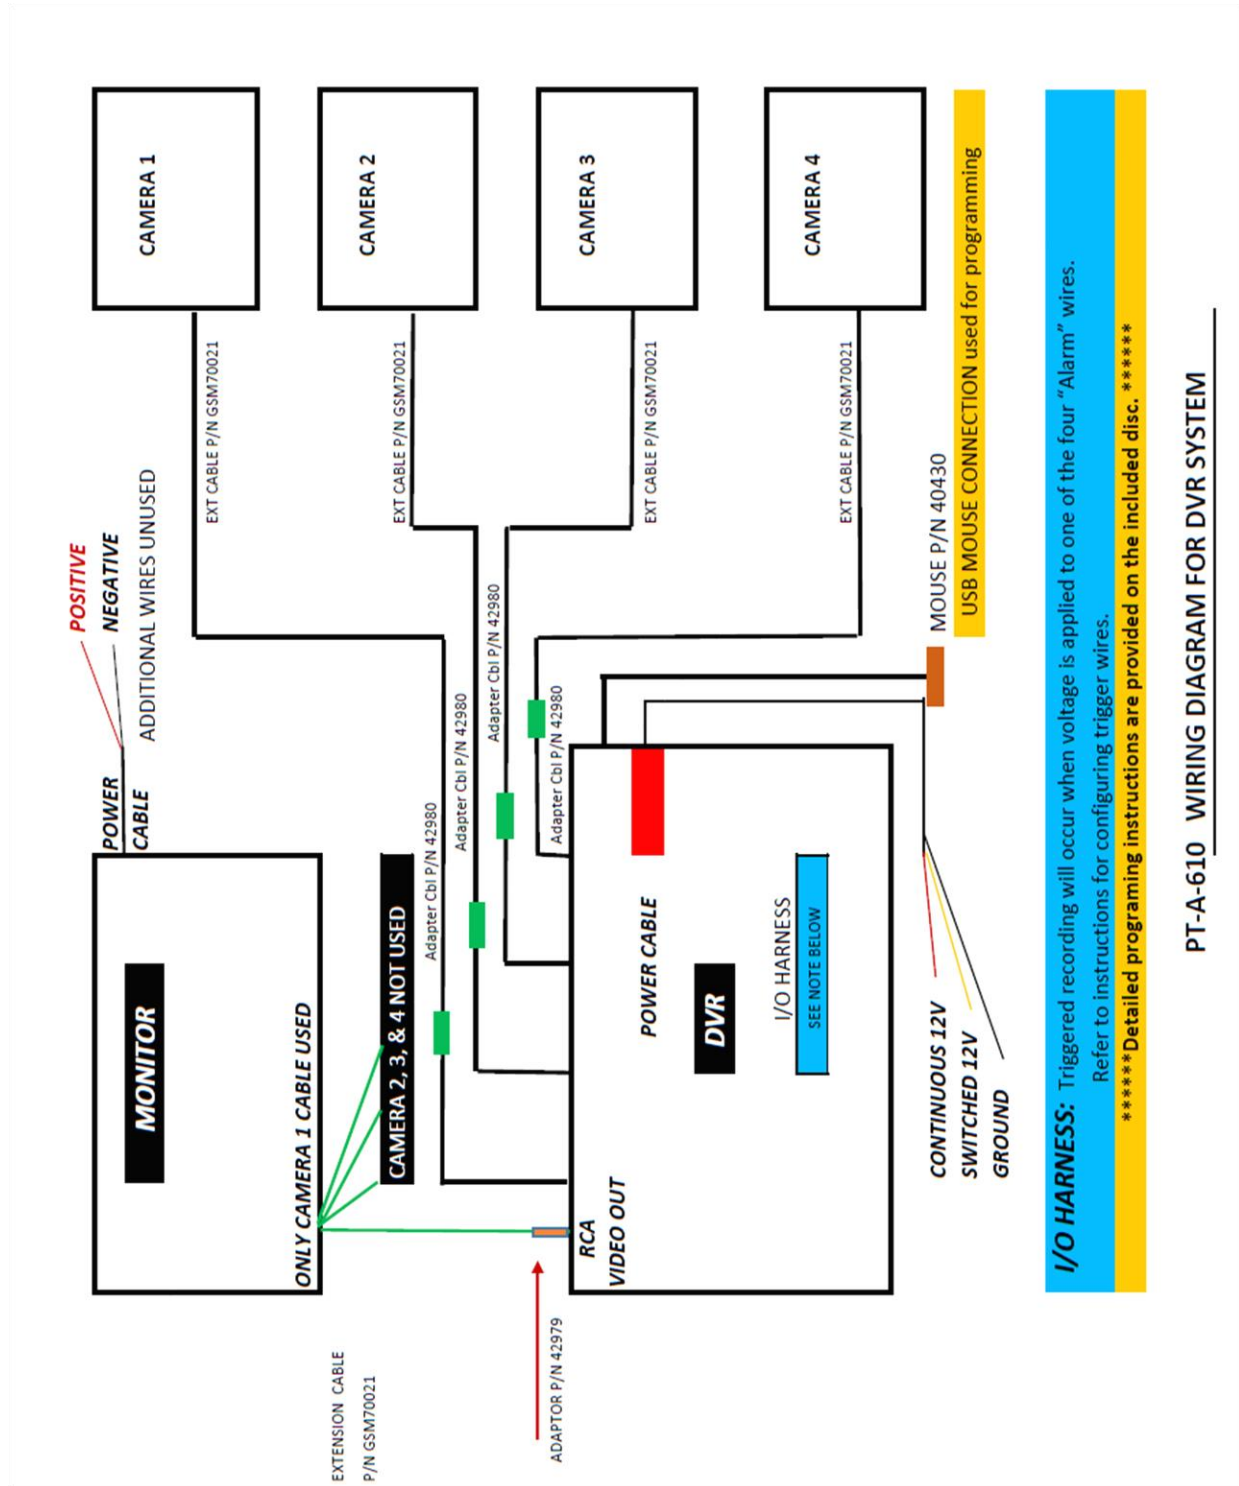 POSITIVE
NEGATIVE
ADDITIONAL WIRES UNUSED
POWER
CABLE
MONITOR
ONLY CAMERA 1 CABLE USED
EXTENSION CABLE
P/N GSM70021
CAMERA 2, 3, & 4 NOT USED
CAMERA 1
CAMERA 2
CAMERA 3
CAMERA 4
EXT CABLE P/N GSM70021
EXT CABLE P/N GSM70021
EXT CABLE P/N GSM70021
EXT CABLE P/N GSM70021
Adapter Cbl P/N 42980
Adapter Cbl P/N 42980
Adapter Cbl P/N 42980
Adapter Cbl P/N 42980
ADAPTOR P/N 42979
RCA
VIDEO OUT
POWER CABLE
DVR
I/O HARNESS
SEE NOTE BELOW
MOUSE P/N 40430
USB MOUSE CONNECTION used for programming
CONTINUOUS 12V
SWITCHED 12V
GROUND
I/O HARNESS: Triggered recording will occur when voltage is applied to one of the four “Alarm” wires.
Refer to instructions for configuring trigger wires.
******Detailed programing instructions are provided on the included disc. ******
PT-A-610 WIRING DIAGRAM FOR DVR SYSTEM